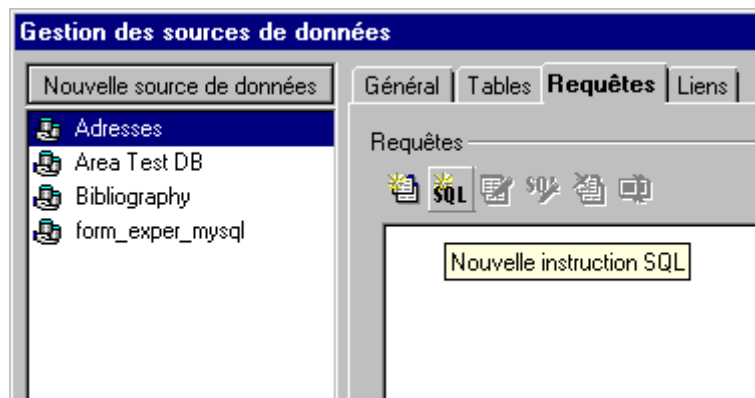 Gestion des sources de données
Nouvelle source de données
Général Tables Requêtes Liens
Adresses
Area Test DB
Bibliography
form_exper_mysql
Requêtes
SQL SQL
Nouvelle instruction SQL